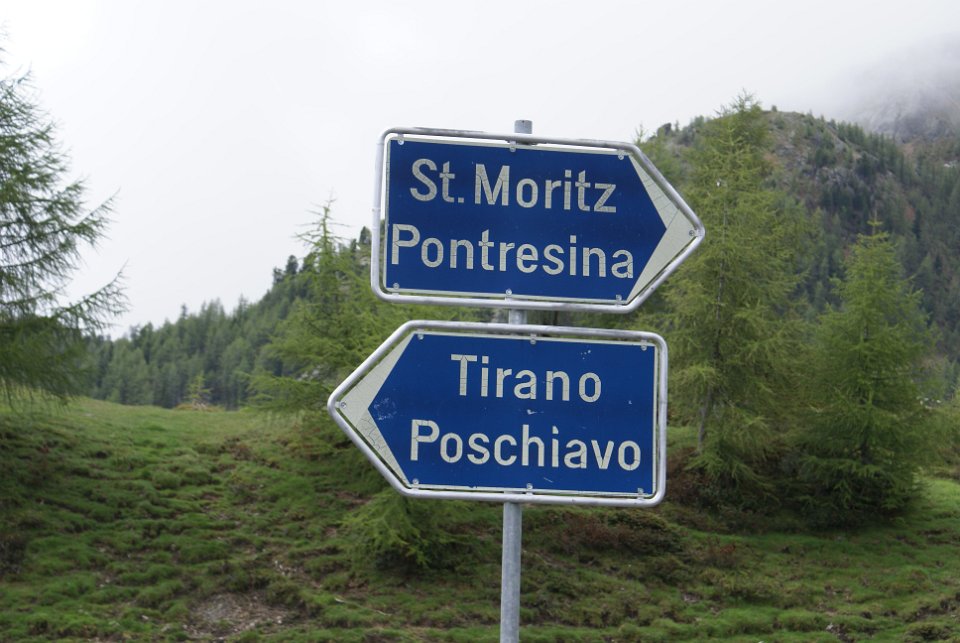 St. Moritz
Pontresina
Tirano
Poschiavo